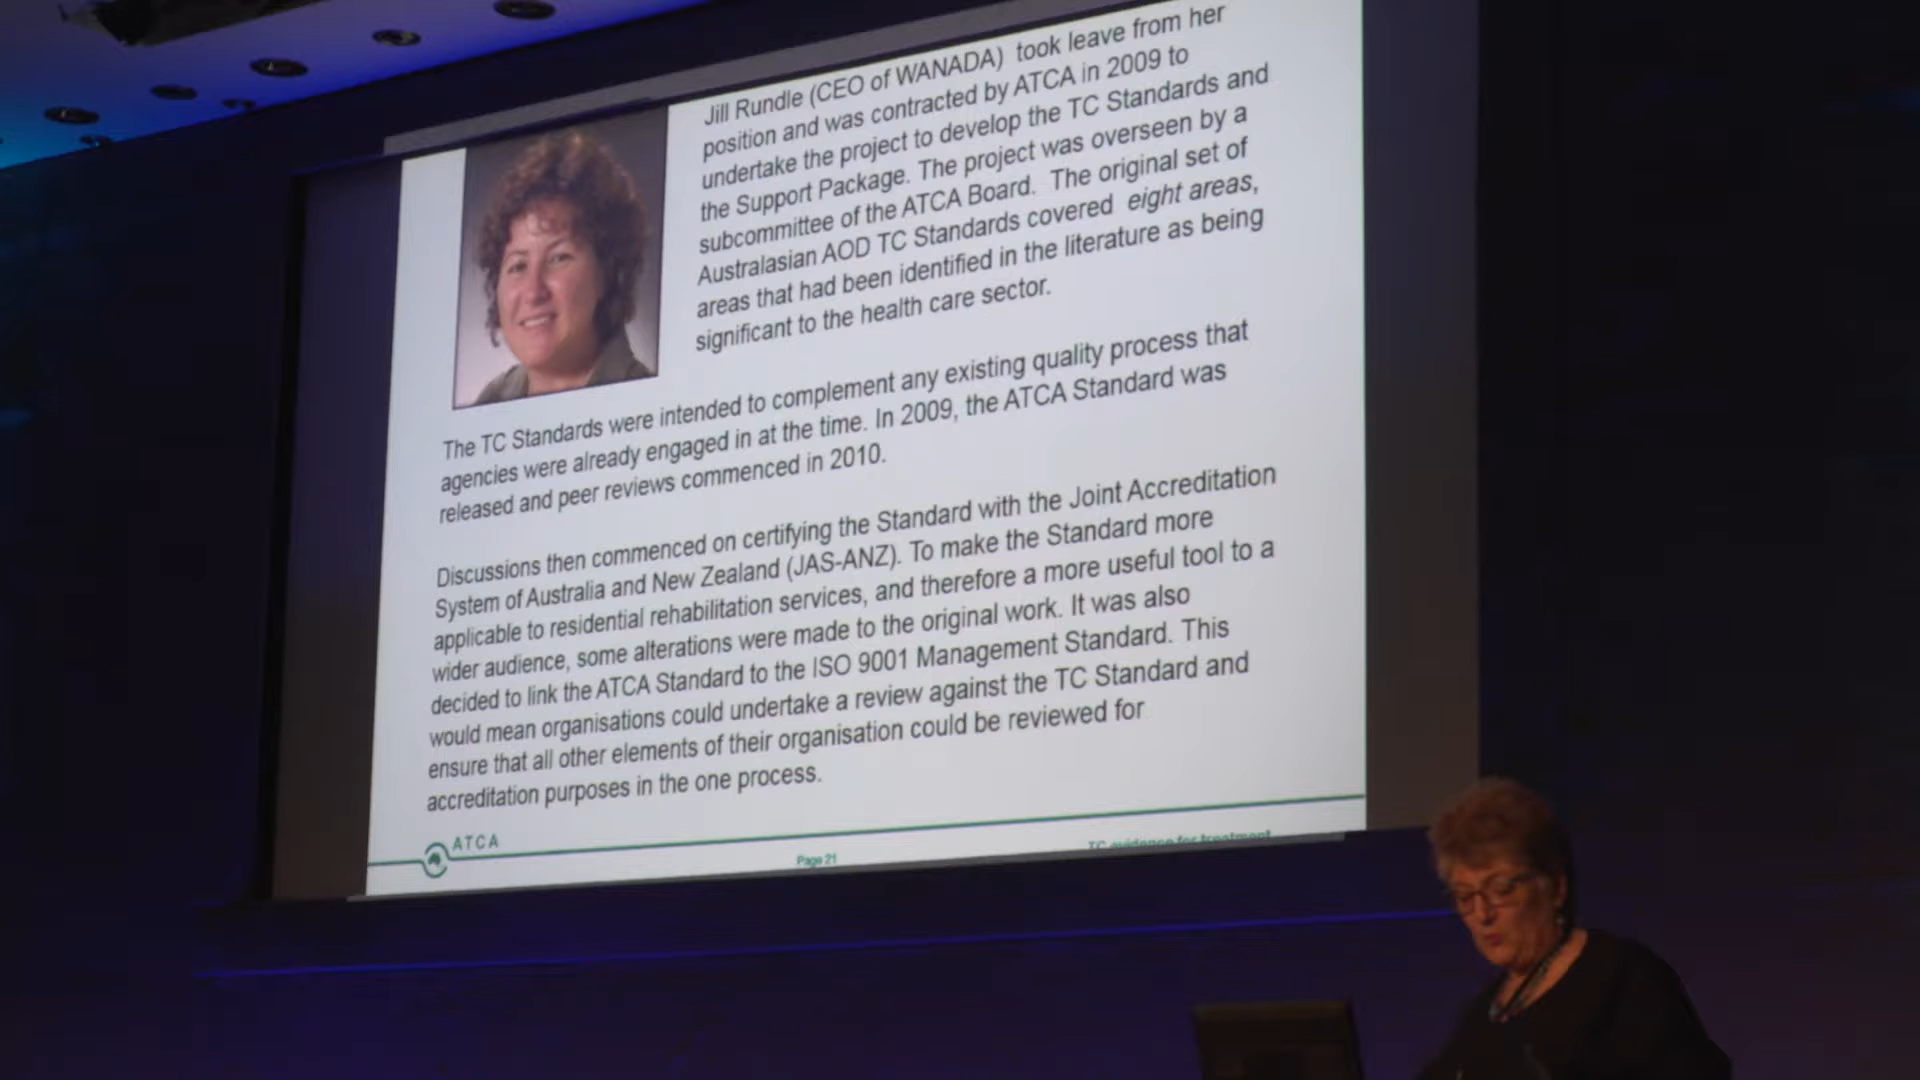 Jill Rundle (CEO of WANADA) took leave from her
position and was contracted by ATCA in 2009 to
undertake the project to develop the TC Standards and
the Support Package. The project was overseen by a
subcommittee of the ATCA Board. The original set of
Australasian AOD TC Standards covered eight areas,
areas that had been identified in the literature as being
significant to the health care sector.
The TC Standards were intended to complement any existing quality process that
agencies were already engaged in at the time. In 2009, the ATCA Standard was
released and peer reviews commenced in 2010.
Discussions then commenced on certifying the Standard with the Joint Accreditation
System of Australia and New Zealand (JAS-ANZ). To make the Standard more
applicable to residential rehabilitation services, and therefore a more useful tool to a
wider audience, some alterations were made to the original work. It was also
decided to link the ATCA Standard to the ISO 9001 Management Standard. This
would mean organisations could undertake a review against the TC Standard and
ensure that all other elements of their organisation could be reviewed for
accreditation purposes in the one process.
ATCA
Page 21
TC evidence for treatment